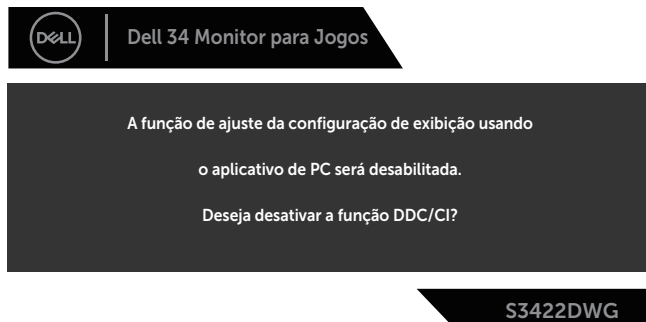 DELL
Dell 34 Monitor para Jogos
A função de ajuste da configuração de exibição usando
o aplicativo de PC será desabilitada.
Deseja desativar a função DDC/CI?
S3422DWG